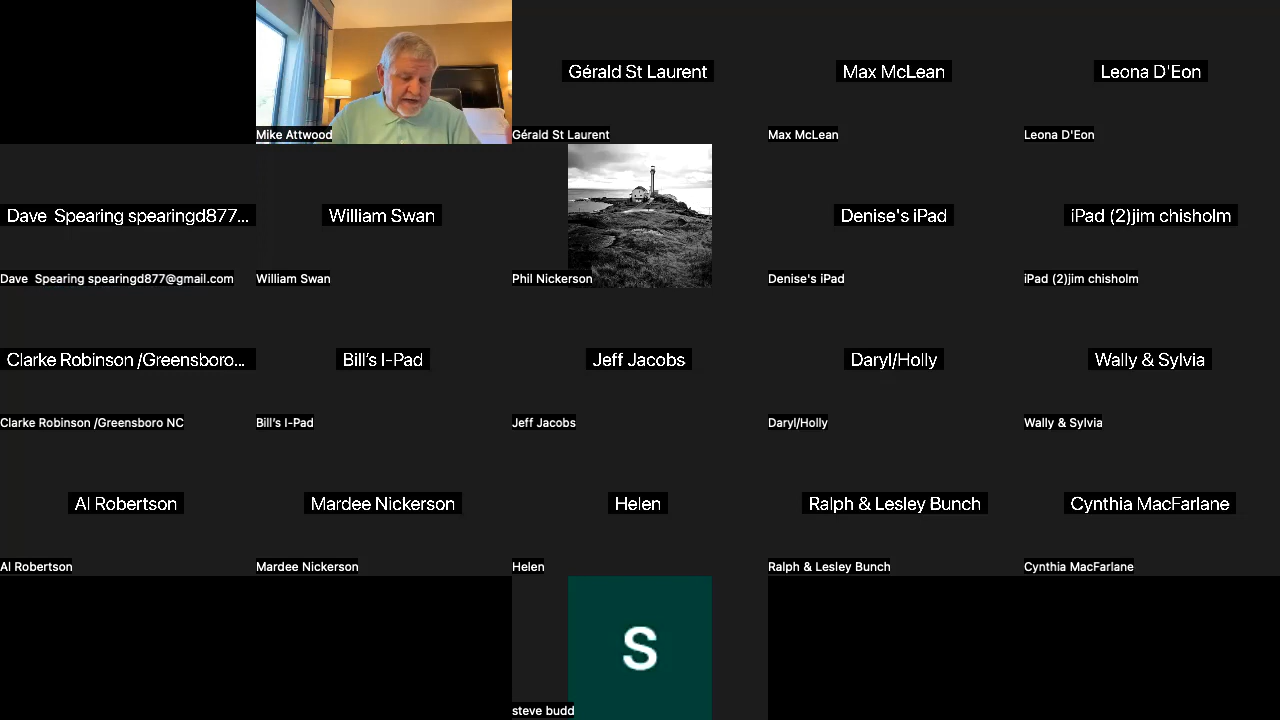 Mike Attwood
Gérald St Laurent
Gérald St Laurent
Max McLean
Max McLean
Leona D'Eon
Leona D'Eon
Dave  Spearing spearingd877...
Dave  Spearing spearingd877@gmail.com
William Swan
William Swan
Phil Nickerson
Denise's iPad
Denise's iPad
iPad (2)jim chisholm
iPad (2)jim chisholm
Clarke Robinson /Greensboro...
Clarke Robinson /Greensboro NC
Bill’s I-Pad
Bill’s I-Pad
Jeff Jacobs
Jeff Jacobs
Daryl/Holly
Daryl/Holly
Wally & Sylvia
Wally & Sylvia
Al Robertson
Al Robertson
Mardee Nickerson
Mardee Nickerson
Helen
Helen
Ralph & Lesley Bunch
Ralph & Lesley Bunch
Cynthia MacFarlane
Cynthia MacFarlane
S
steve budd